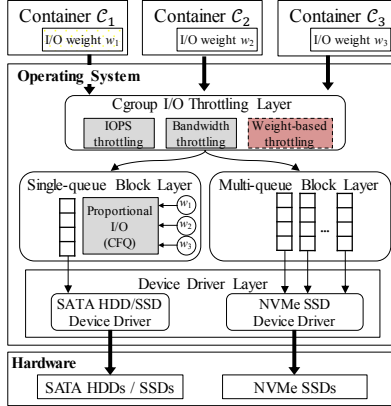 Container C₁ Container C₂ Container C₃
I/O weight w₁ I/O weight w₂ I/O weight w₃
Operating System
Cgroup I/O Throttling Layer
IOPS throttling
Bandwidth throttling
Weight-based throttling
Single-queue Block Layer
Proportional I/O (CFQ)
w₁
w₂
w₃
Multi-queue Block Layer
...
Device Driver Layer
SATA HDD/SSD Device Driver
NVMe SSD Device Driver
Hardware
SATA HDDs / SSDs
NVMe SSDs